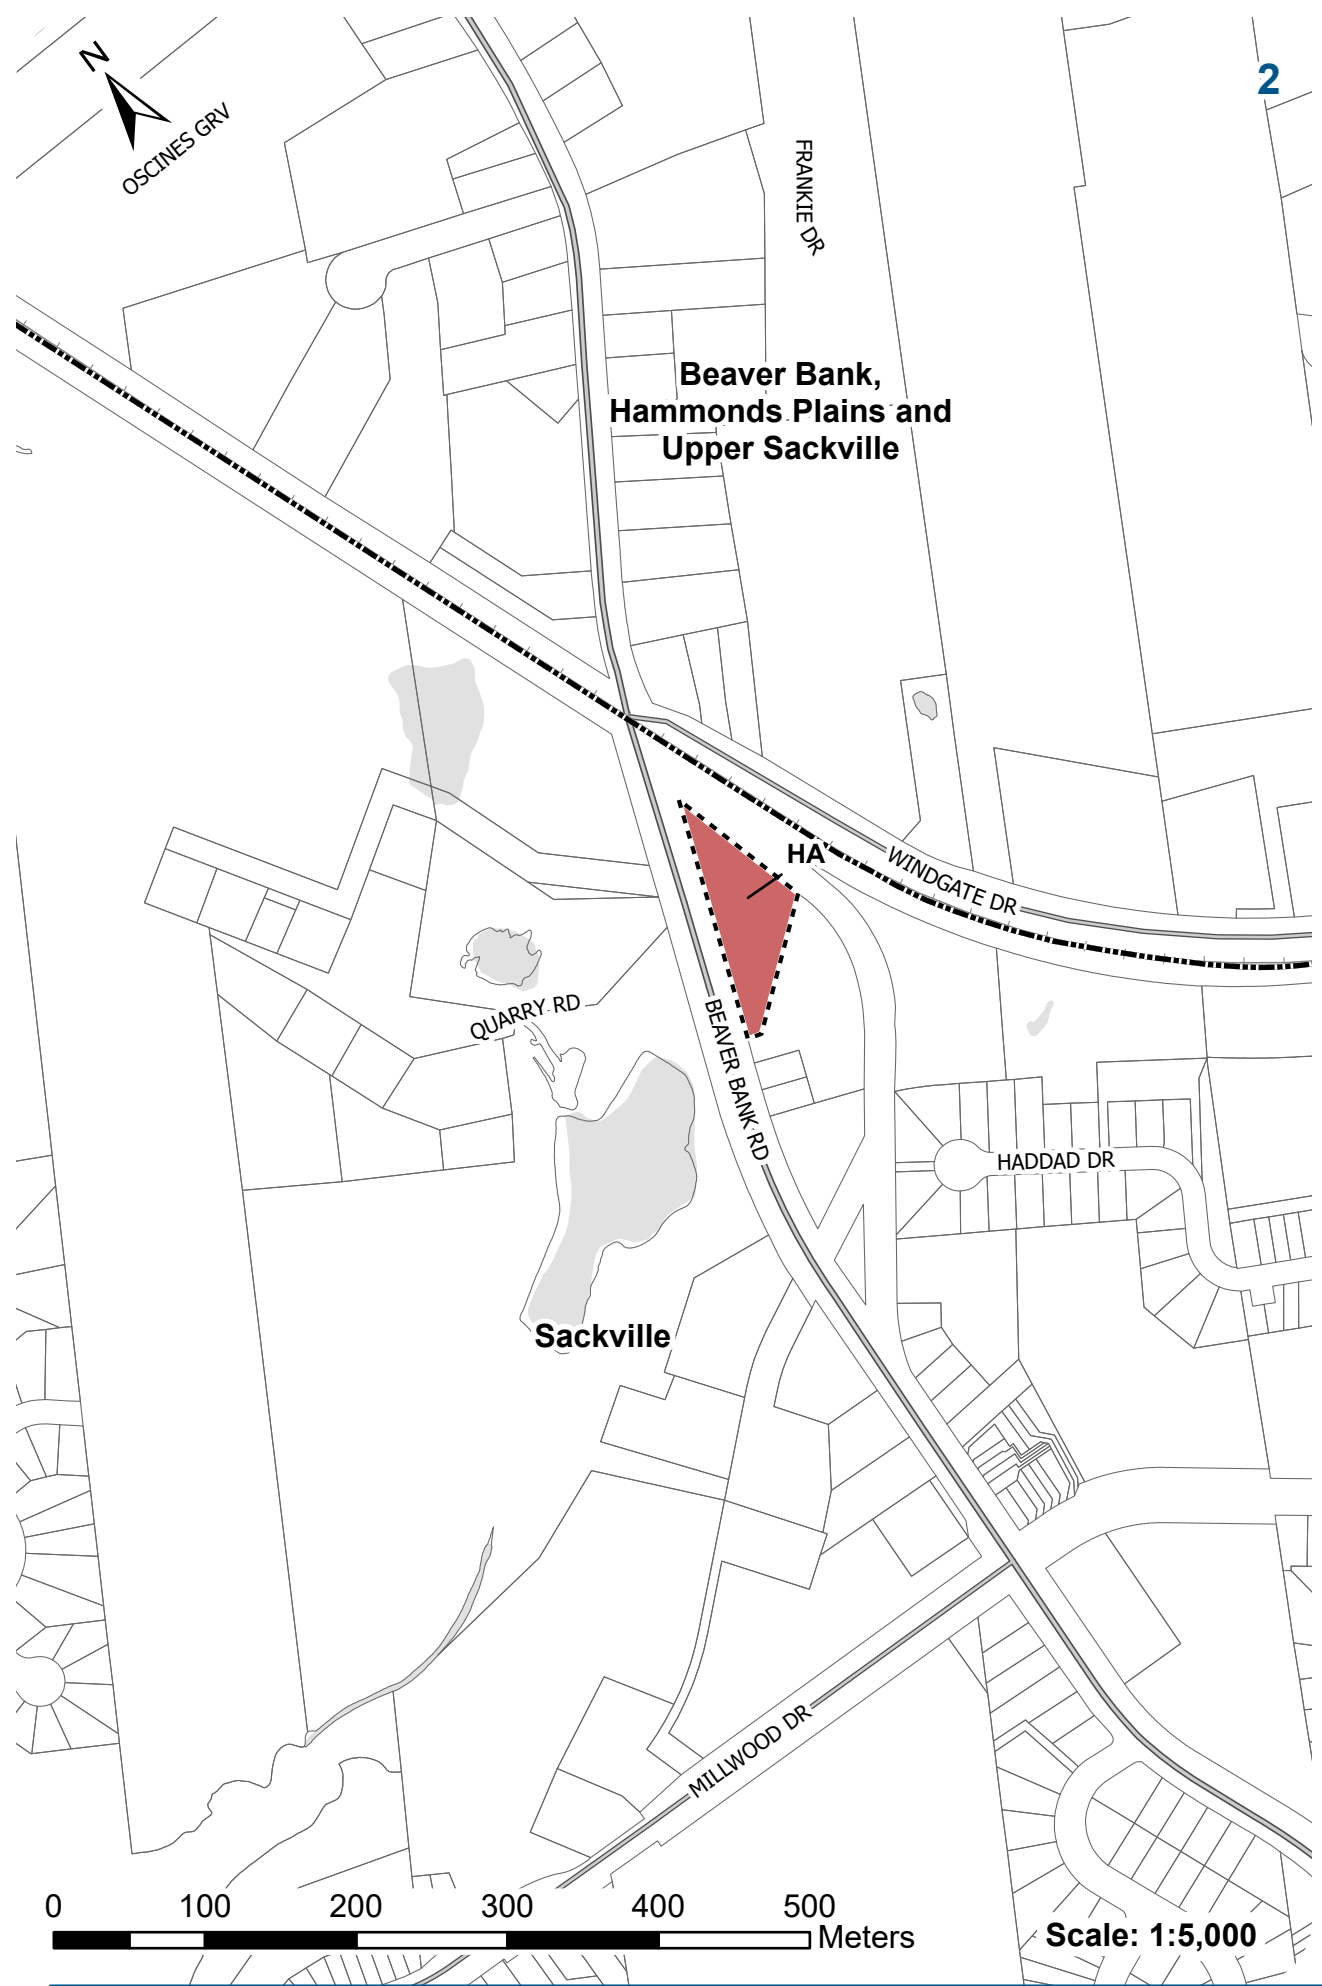 N
2
OSCINES GRV
FRANKIE DR
Beaver Bank,
Hammonds Plains and
Upper Sackville
HA
WINDGATE DR
QUARRY RD
BEAVER BANK RD
HADDAD DR
Sackville
MILLWOOD DR
0 100 200 300 400 500
Meters
Scale: 1:5,000